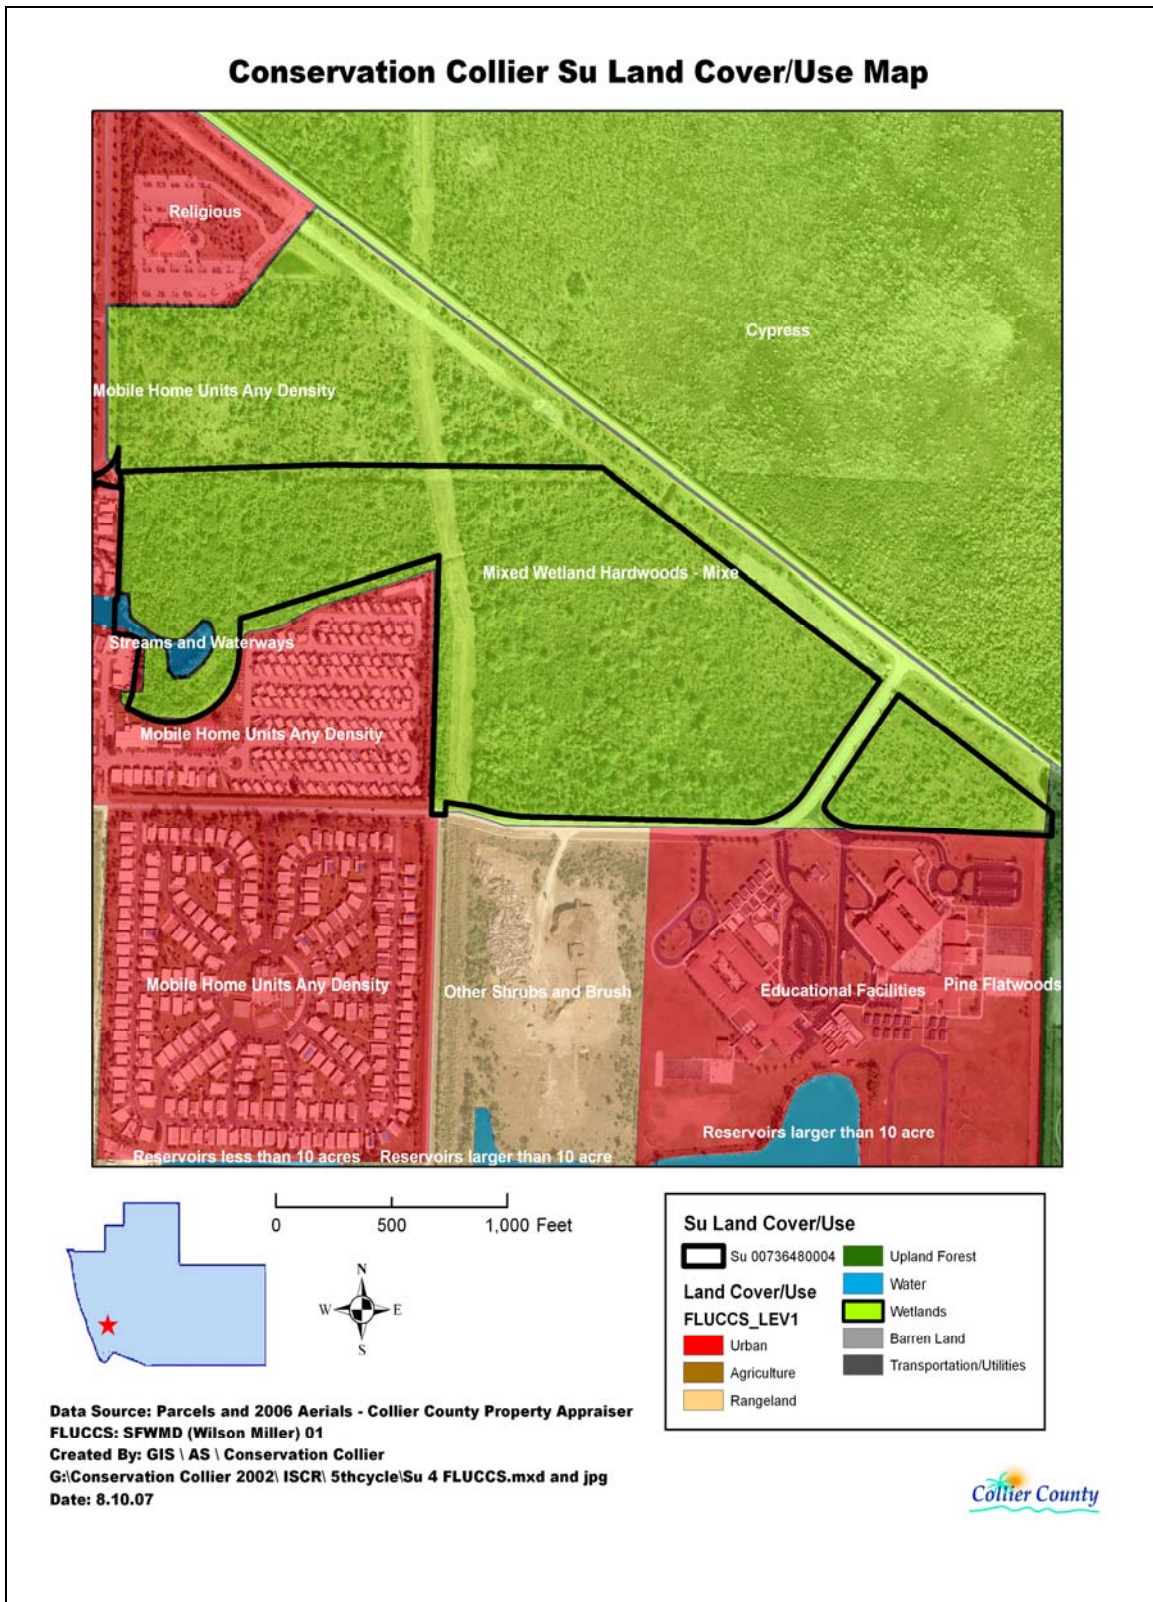 Conservation Collier Su Land Cover/Use Map
Religious
Cypress
Mobile Home Units Any Density
Mixed Wetland Hardwoods - Mixe
Streams and Waterways
Mobile Home Units Any Density
Mobile Home Units Any Density
Other Shrubs and Brush
Educational Facilities
Pine Flatwoods
Reservoirs larger than 10 acre
Reservoirs less than 10 acres
Reservoirs larger than 10 acre
0 500 1,000 Feet
N
W E
S
Su Land Cover/Use
Su 00736480004
Land Cover/Use
FLUCCS_LEV1
Urban
Agriculture
Rangeland
Upland Forest
Water
Wetlands
Barren Land
Transportation/Utilities
Data Source: Parcels and 2006 Aerials - Collier County Property Appraiser
FLUCCS: SFWMD (Wilson Miller) 01
Created By: GIS \ AS \ Conservation Collier
G:\Conservation Collier 2002\ ISCR\ 5thcycle\Su 4 FLUCCS.mxd and jpg
Date: 8.10.07
Collier County